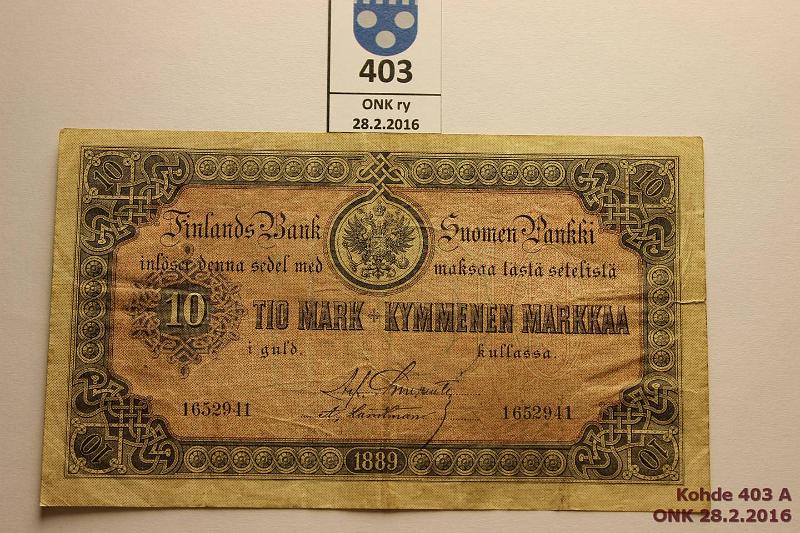 403
ONK ry
28.2.2016
10 10
Finlands Bank Suomen Pankki
inlöser denna sedel med maksaa tästä setelistä
10 TIO MARK + KYMMENEN MARKKAA
i guld. kullassa.
1652941 1652941
10 1889 10
Kohde 403 A
ONK 28.2.2016